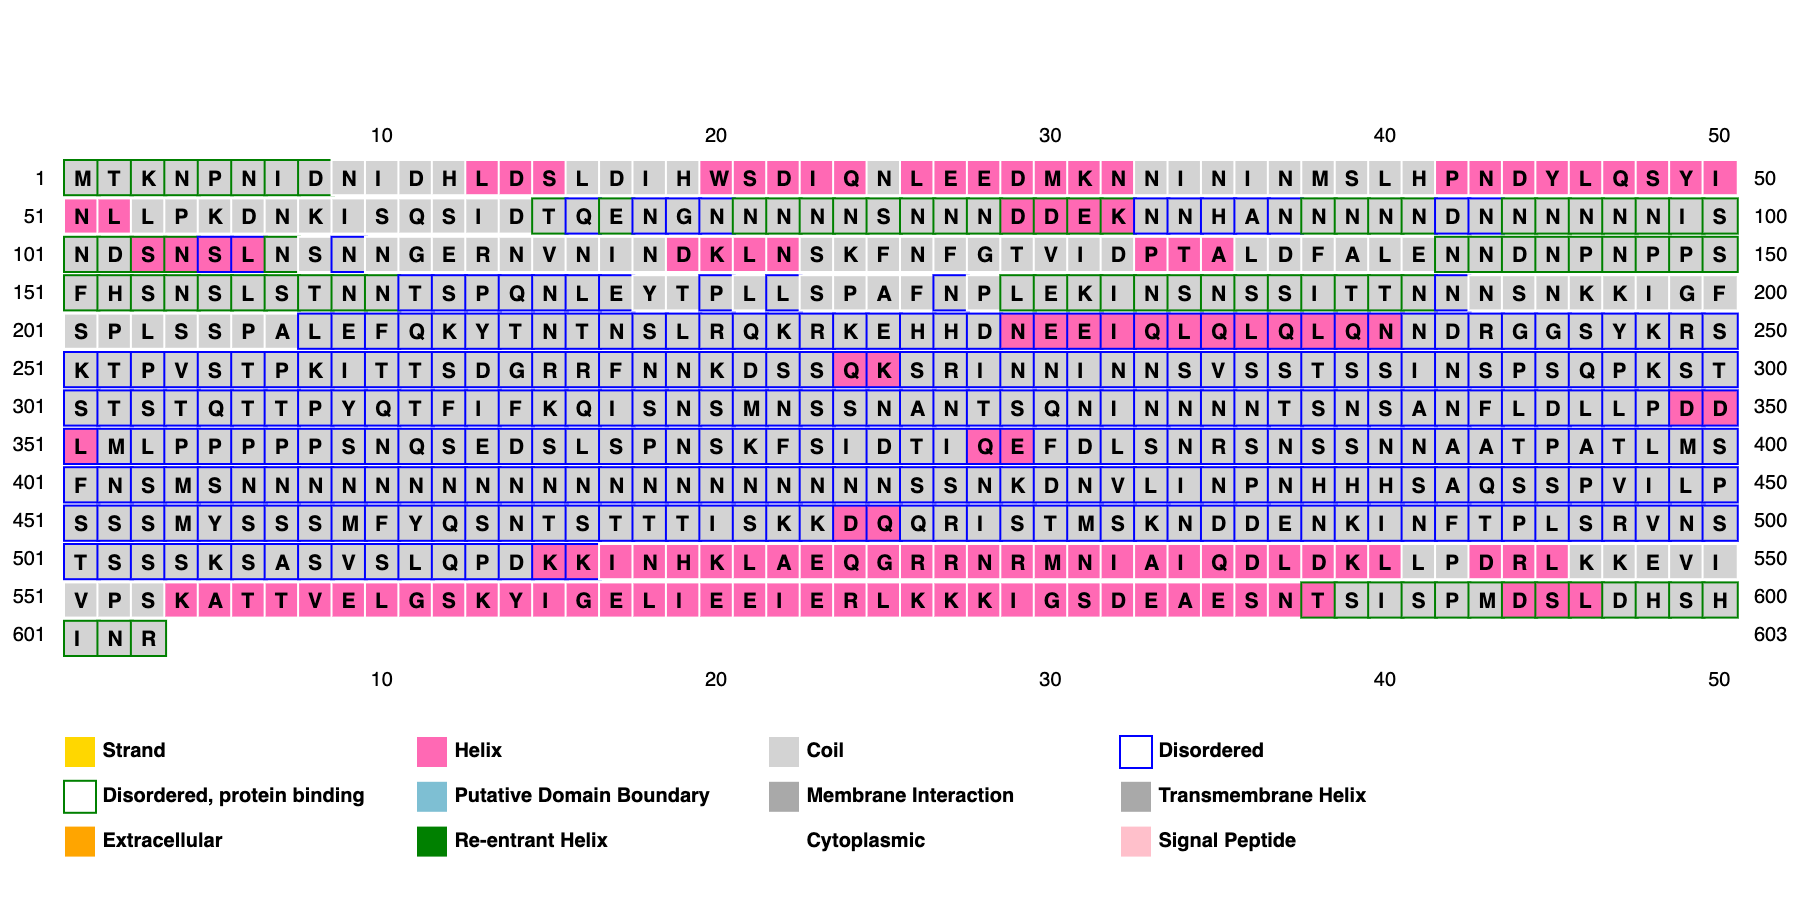 10 20 30 40 50
1 M T K N P N I D N I D H L D S L D I H W S D I Q N L E E D M K N N I N I N M S L H P N D Y L Q S Y I 50
51 N L L P K D N K I S Q S I D T Q E N G N N N N N S N N N D D E K N N H A N N N N N D N N N N N N I S 100
101 N D S N S L N S N N G E R N V N I N D K L N S K F N F G T V I D P T A L D F A L E N N D N P N P P S 150
151 F H S N S L S T N N T S P Q N L E Y T P L L S P A F N P L E K I N S N S S I T T N N N S N K K I G F 200
201 S P L S S P A L E F Q K Y T N T N S L R Q K R K E H H D N E E I Q L Q L Q L Q N N D R G G S Y K R S 250
251 K T P V S T P K I T T S D G R R F N N K D S S Q K S R I N N I N N S V S S T S S I N S P S Q P K S T 300
301 S T S T Q T T P Y Q T F I F K Q I S N S M N S S N A N T S Q N I N N N N T S N S A N F L D L L P D D 350
351 L M L P P P P P S N Q S E D S L S P N S K F S I D T I Q E F D L S N R S N S S N N A A T P A T L M S 400
401 F N S M S N N N N N N N N N N N N N N N N N N N N S S N K D N V L I N P N H H H S A Q S S P V I L P 450
451 S S S M Y S S S M F Y Q S N T S T T T I S K K D Q Q R I S T M S K N D D E N K I N F T P L S R V N S 500
501 T S S S K S A S V S L Q P D K K I N H K L A E Q G R R N R M N I A I Q D L D K L L P D R L K K E V I 550
551 V P S K A T T V E L G S K Y I G E L I E E I E R L K K K I G S D E A E S N T S I S P M D S L D H S H 600
601 I N R 603
10 20 30 40 50
Strand Helix Coil Disordered
Disordered, protein binding Putative Domain Boundary Membrane Interaction Transmembrane Helix
Extracellular Re-entrant Helix Cytoplasmic Signal Peptide